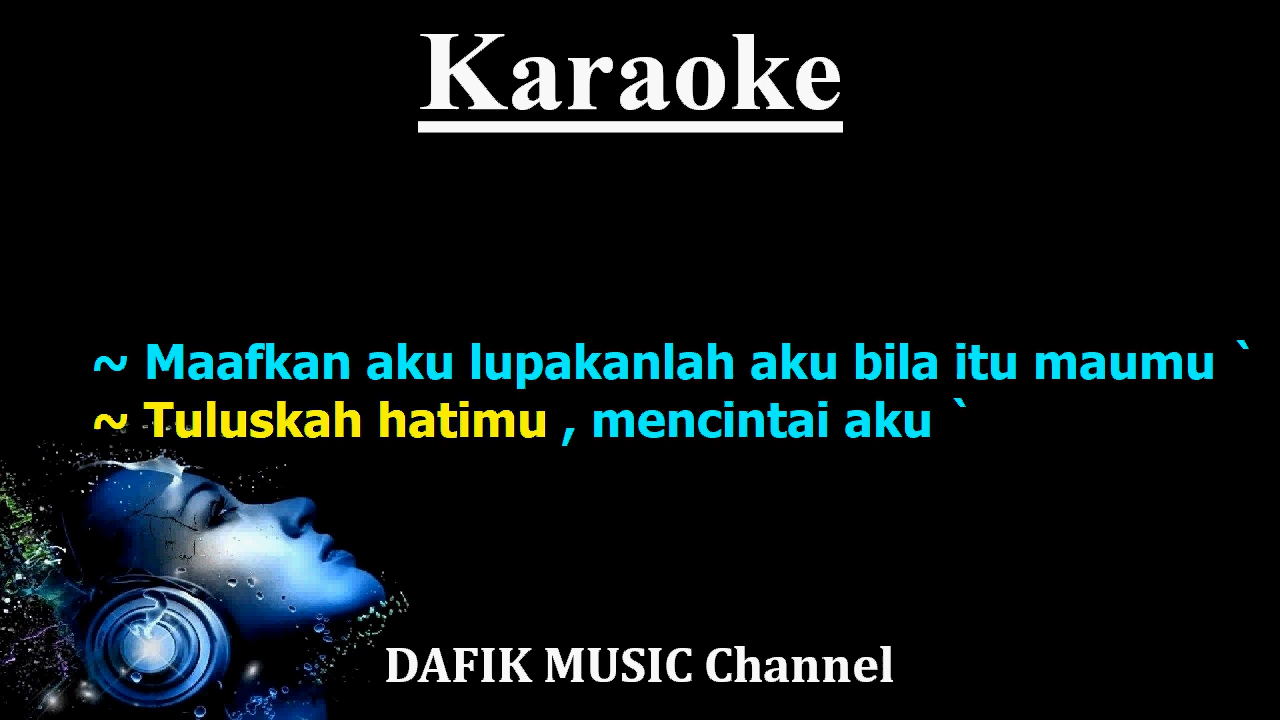 Karaoke
~ Maafkan aku lupakanlah aku bila itu maumu `
~ Tuluskah hatimu , mencintai aku `
DAFIK MUSIC Channel